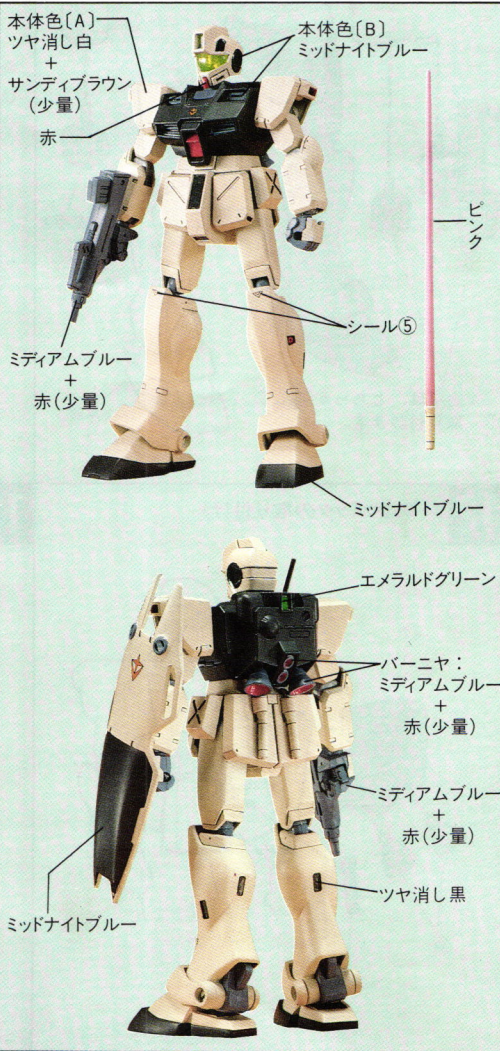 本体色〔A〕
ツヤ消し白
＋
サンディブラウン
（少量）
赤
本体色〔B〕
ミッドナイトブルー
ピンク
シール⑤
ミディアムブルー
＋
赤（少量）
ミッドナイトブルー
エメラルドグリーン
バーニヤ：
ミディアムブルー
＋
赤（少量）
ミディアムブルー
＋
赤（少量）
ツヤ消し黒
ミッドナイトブルー